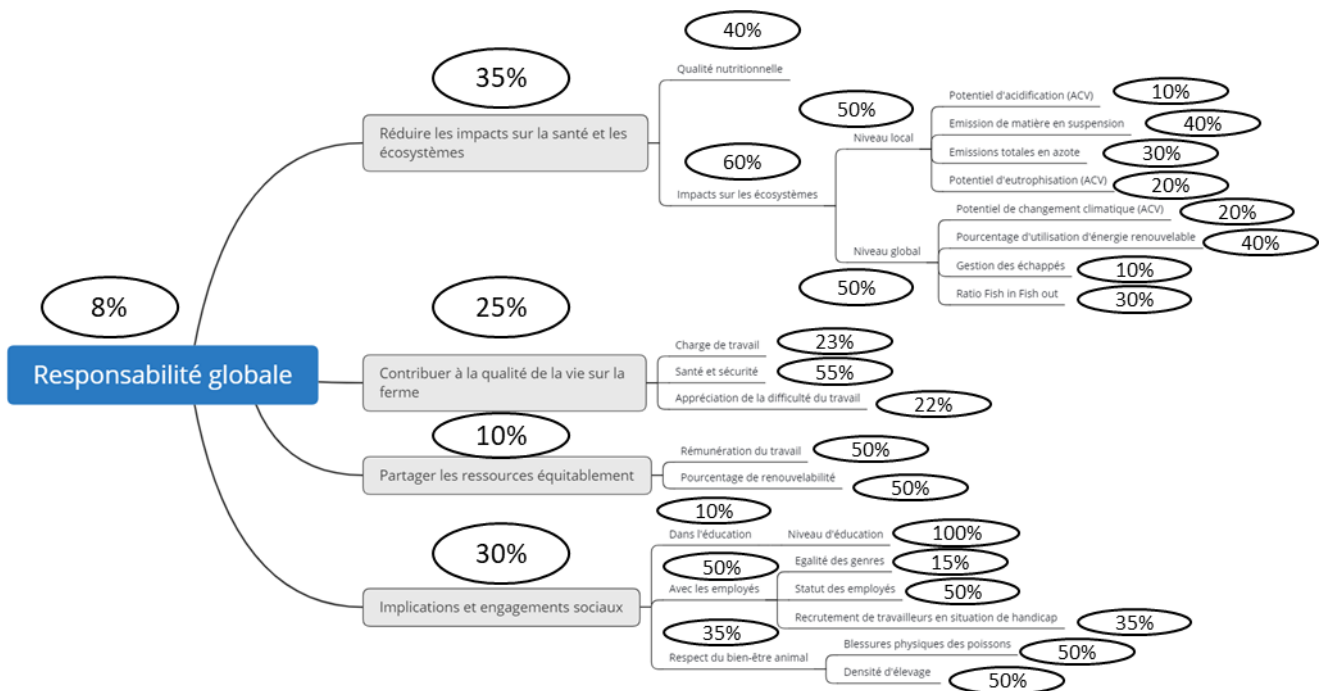 40%
35%
Qualité nutritionnelle
Réduire les impacts sur la santé et les
écosystèmes
60%
Impacts sur les écosystèmes
50%
Niveau local
Potentiel d'acidification (ACV)
10%
Emission de matière en suspension
40%
Emissions totales en azote
30%
Potentiel d'eutrophisation (ACV)
20%
Niveau global
50%
Potentiel de changement climatique (ACV)
20%
Pourcentage d'utilisation d'énergie renouvelable
40%
Gestion des échappés
10%
Ratio Fish in Fish out
30%
8%
Responsabilité globale
25%
Contribuer à la qualité de la vie sur la
ferme
Charge de travail
23%
Santé et sécurité
55%
Appréciation de la difficulté du travail
22%
10%
Partager les ressources équitablement
Rémunération du travail
50%
Pourcentage de renouvelabilité
50%
30%
Implications et engagements sociaux
10%
Dans l'éducation
Niveau d'éducation
100%
50%
Avec les employés
Egalité des genres
15%
Statut des employés
50%
Recrutement de travailleurs en situation de handicap
35%
35%
Respect du bien-être animal
Blessures physiques des poissons
50%
Densité d'élevage
50%